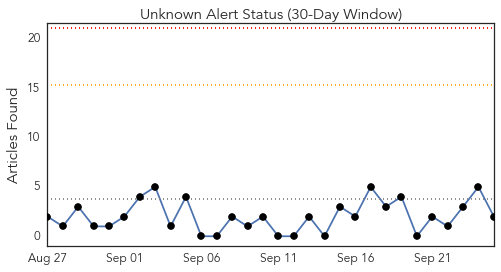 Unknown Alert Status (30-Day Window)
Articles Found
20
15
10
5
0
Aug 27 Sep 01 Sep 06 Sep 11 Sep 16 Sep 21